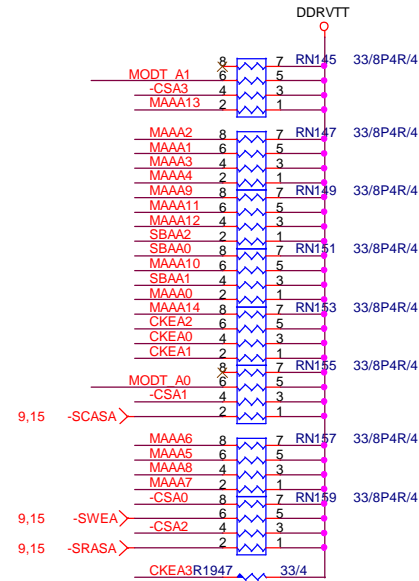 DDRVTT
8 7 RN145 33/8P4R/4
MODT_A1 6 5
-CSA3 4 3
MAAA13 2 1
MAAA2 8 7 RN147 33/8P4R/4
MAAA1 6 5
MAAA3 4 3
MAAA4 2 1
MAAA9 8 7 RN149 33/8P4R/4
MAAA11 6 5
MAAA12 4 3
SBAA2 2 1
SBAA0 8 7 RN151 33/8P4R/4
MAAA10 6 5
SBAA1 4 3
MAAA0 2 1
MAAA14 8 7 RN153 33/8P4R/4
CKEA2 6 5
CKEA0 4 3
CKEA1 2 1
8 7 RN155 33/8P4R/4
MODT_A0 6 5
-CSA1 4 3
9,15 -SCASA 2 1
MAAA6 8 7 RN157 33/8P4R/4
MAAA5 6 5
MAAA8 4 3
MAAA7 2 1
-CSA0 8 7 RN159 33/8P4R/4
9,15 -SWEA 6 5
-CSA2 4 3
9,15 -SRASA 2 1
CKEA3 R1947 33/4